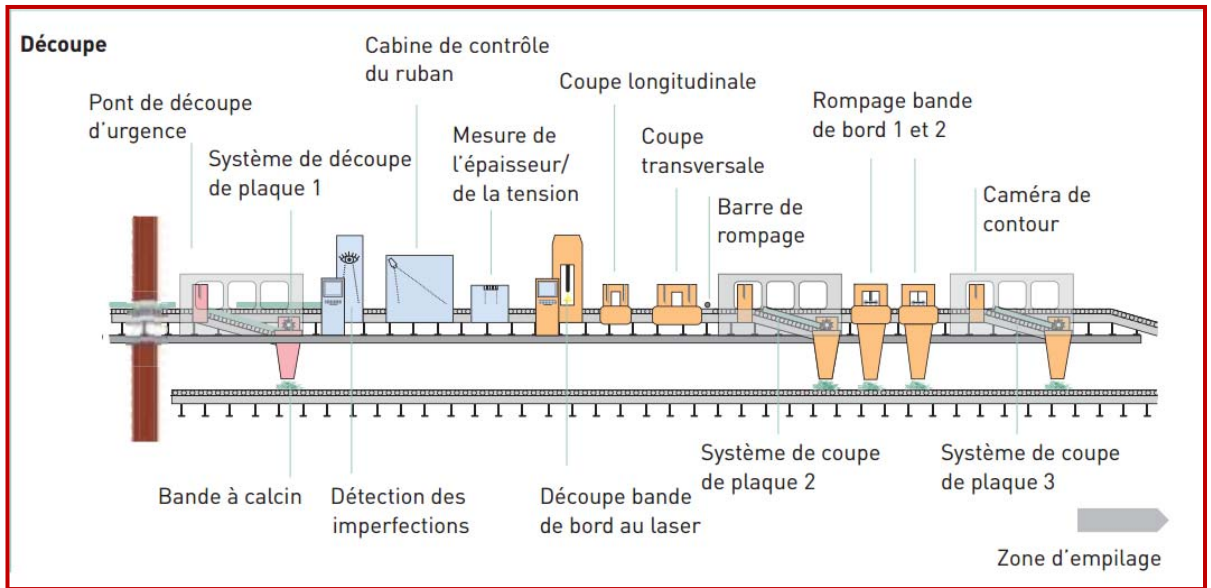 Découpe
Cabine de contrôle
du ruban
Coupe longitudinale
Pont de découpe
d'urgence
Rompage bande
de bord 1 et 2
Système de découpe
de plaque 1
Mesure de
l'épaisseur/
de la tension
Coupe
transversale
Barre de
rompage
Caméra de
contour
Bande à calcin
Détection des
imperfections
Découpe bande
de bord au laser
Système de coupe
de plaque 2
Système de coupe
de plaque 3
Zone d'empilage